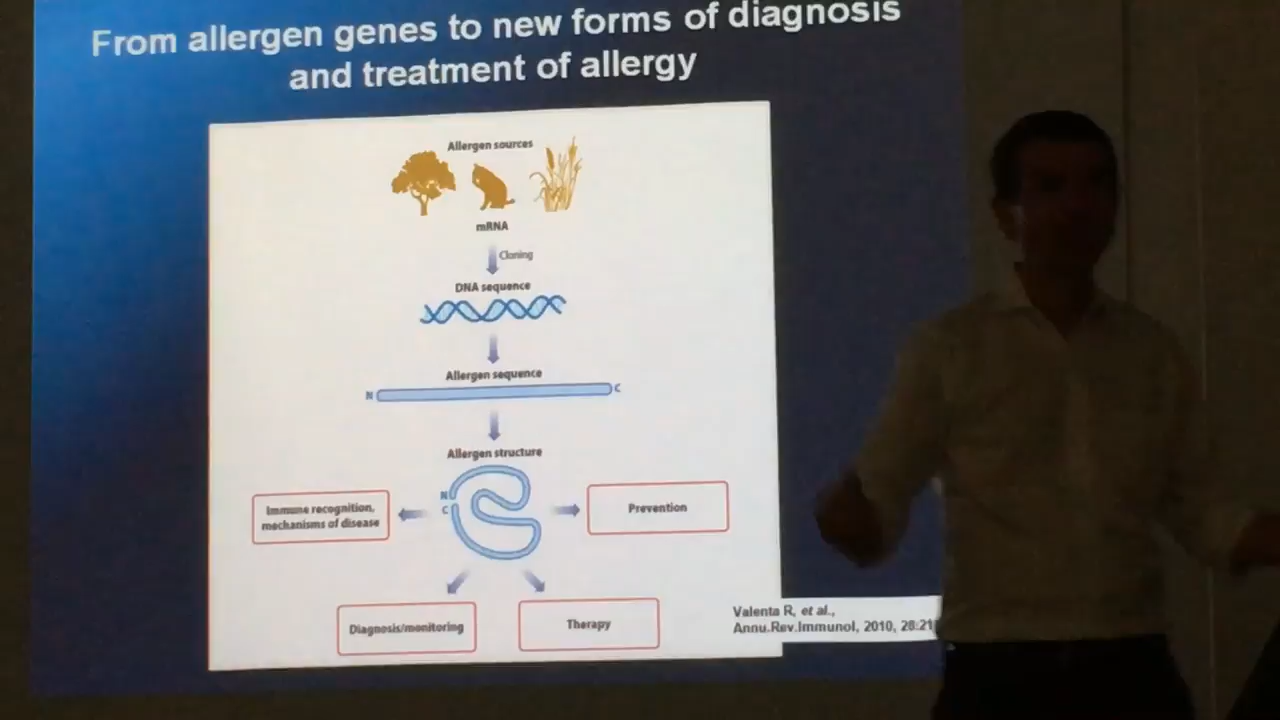 From allergen genes to new forms of diagnosis
and treatment of allergy
Allergen sources
mRNA
Cloning
DNA sequence
Allergen sequence
N
C
Allergen structure
N
C
Immune recognition,
mechanisms of disease
Prevention
Diagnosis/monitoring
Therapy
Valenta R, et al.,
Annu.Rev.Immunol, 2010, 28:21